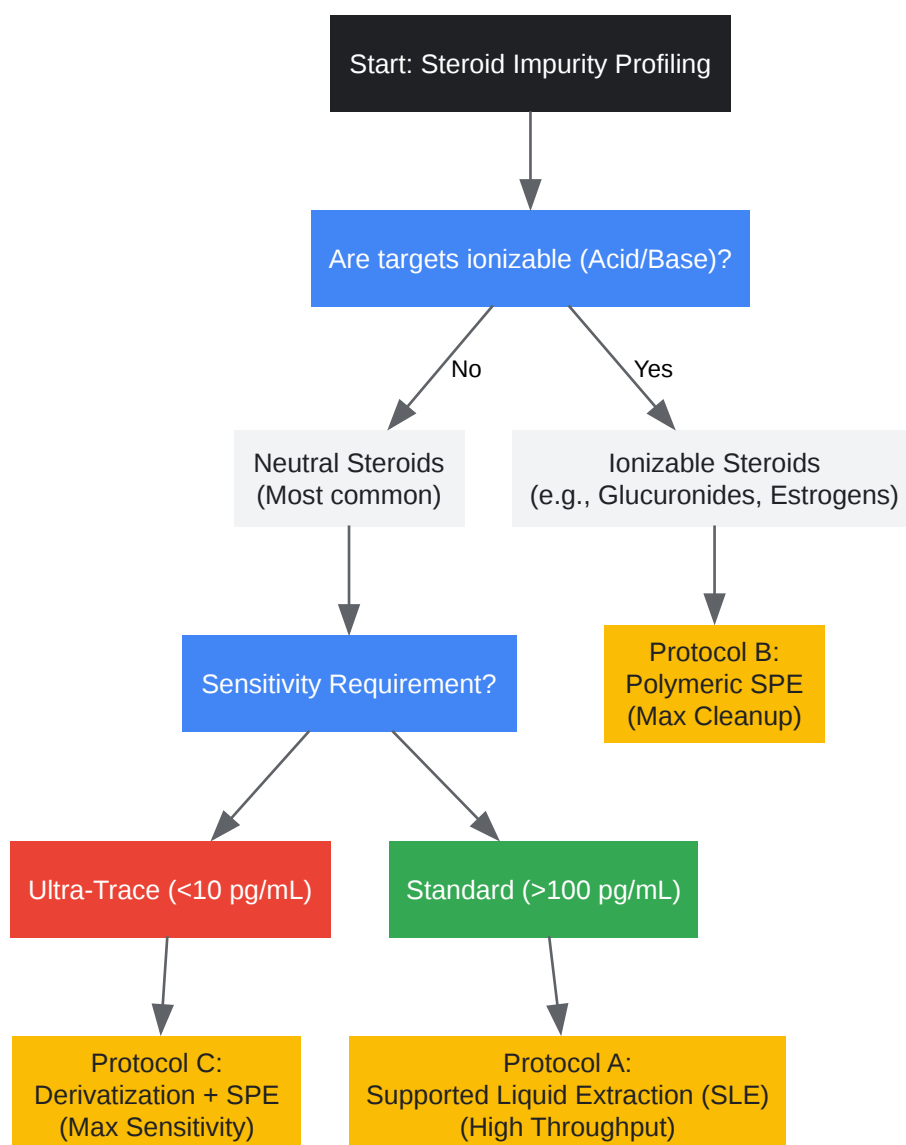 Start: Steroid Impurity Profiling
Are targets ionizable (Acid/Base)?
No
Yes
Neutral Steroids
(Most common)
Ionizable Steroids
(e.g., Glucuronides, Estrogens)
Sensitivity Requirement?
Protocol B:
Polymeric SPE
(Max Cleanup)
Ultra-Trace (<10 pg/mL)
Standard (>100 pg/mL)
Protocol C:
Derivatization + SPE
(Max Sensitivity)
Protocol A:
Supported Liquid Extraction (SLE)
(High Throughput)